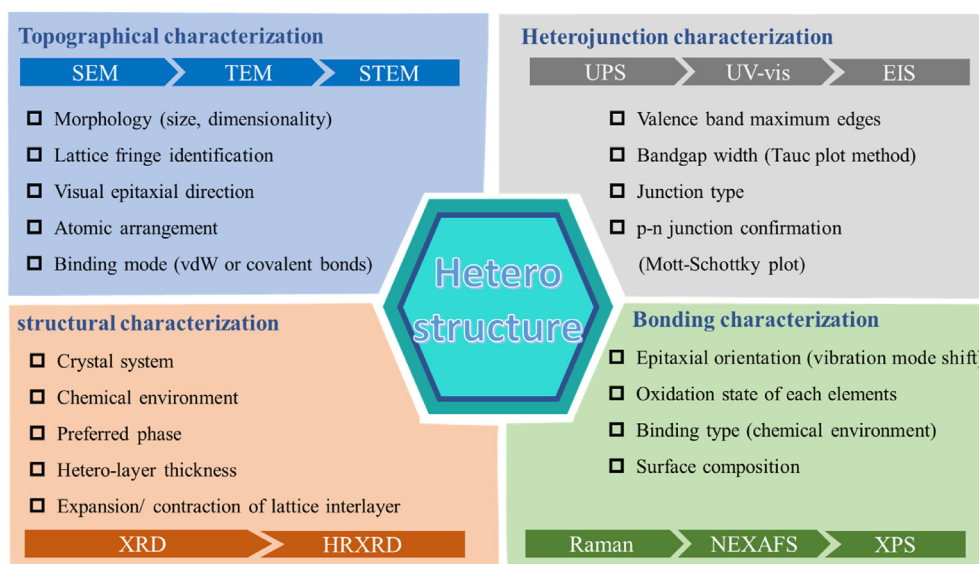 Topographical characterization
SEM
TEM
STEM
Morphology (size, dimensionality)
Lattice fringe identification
Visual epitaxial direction
Atomic arrangement
Binding mode (vdW or covalent bonds)
Heterojunction characterization
UPS
UV-vis
EIS
Valence band maximum edges
Bandgap width (Tauc plot method)
Junction type
p-n junction confirmation
(Mott-Schottky plot)
Hetero
structure
structural characterization
Crystal system
Chemical environment
Preferred phase
Hetero-layer thickness
Expansion/ contraction of lattice interlayer
XRD
HRXRD
Bonding characterization
Epitaxial orientation (vibration mode shift)
Oxidation state of each elements
Binding type (chemical environment)
Surface composition
Raman
NEXAFS
XPS